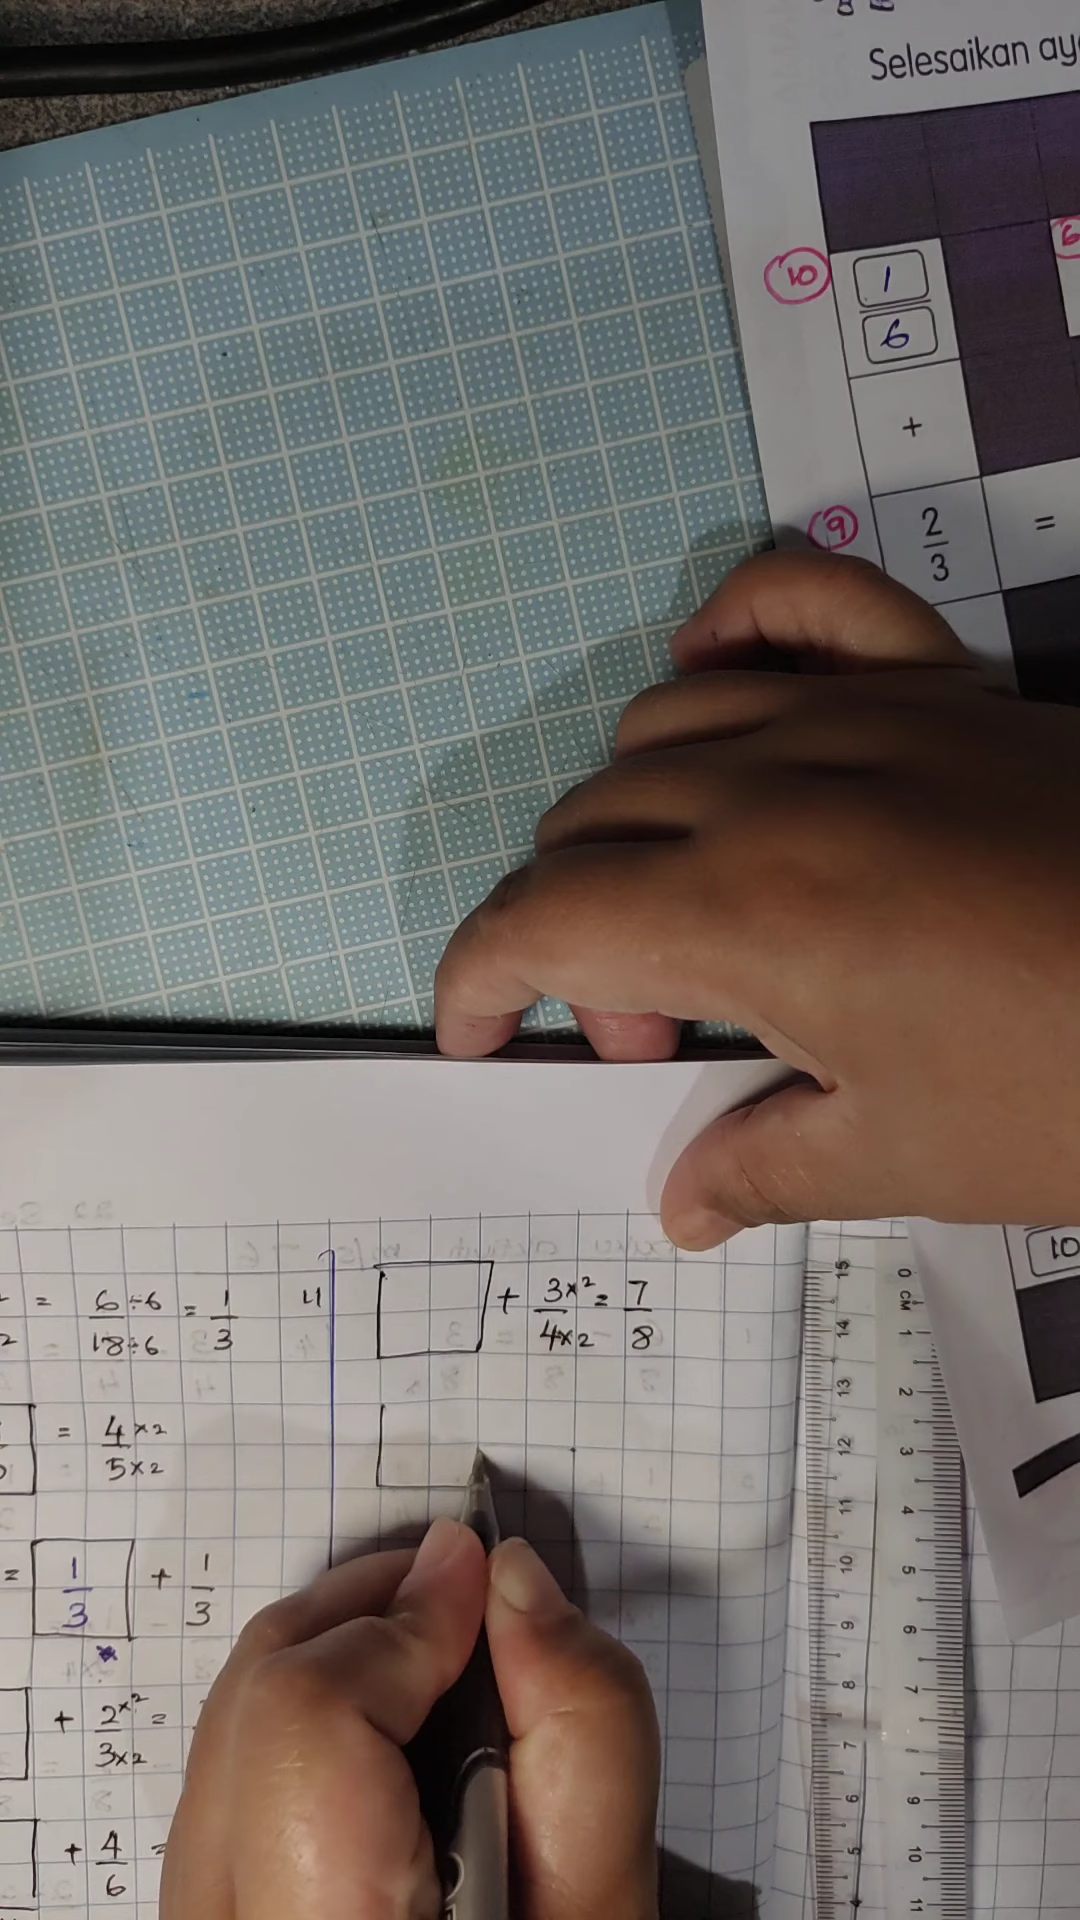 Selesaikan
10
1
6
+
9
2
3
=
6
10
= 6÷6 = 1
18÷6 3
= 4×2
5×2
= 1 + 1
3 3
+ 2×2 =
3×2
+ 4
6
4 + 3×2 = 7
4×2 8
0 CM 1 2 3 4 5 6 7 9 10 11
15 14 13 12 11 10 9 8 7 6 5